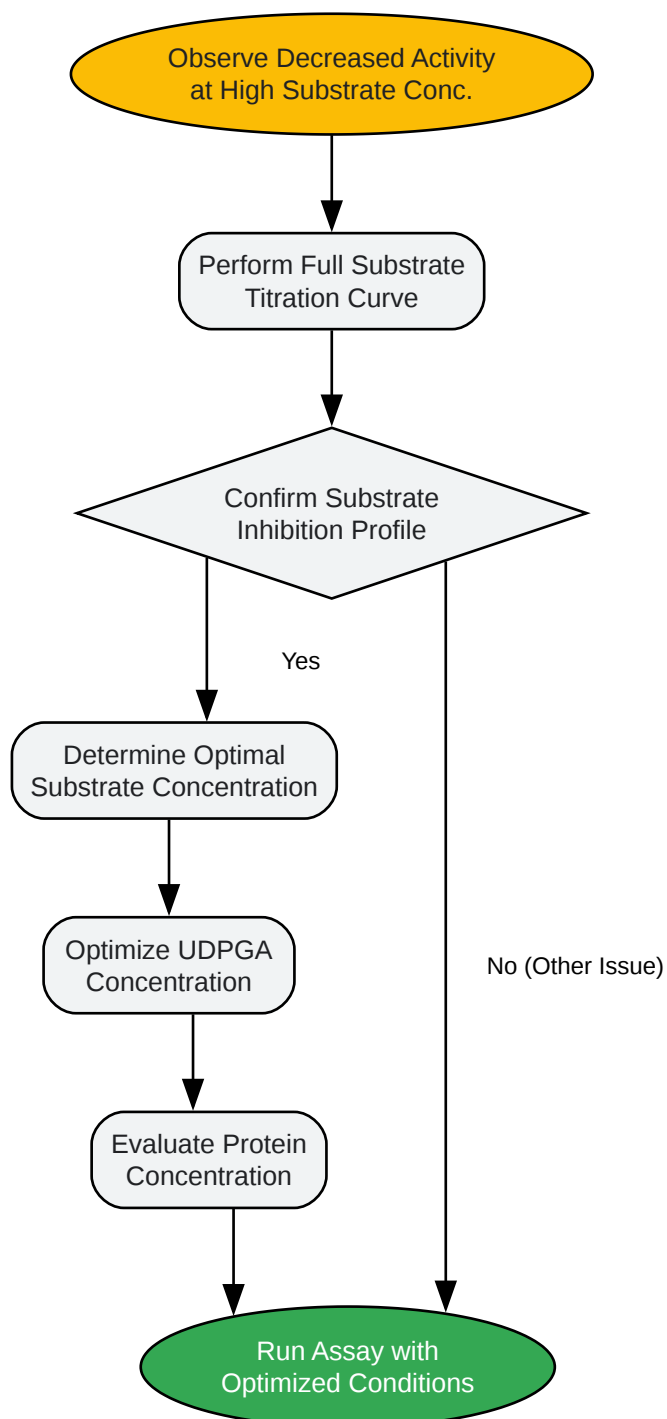 Observe Decreased Activity
at High Substrate Conc.
Perform Full Substrate
Titration Curve
Confirm Substrate
Inhibition Profile
Yes
Determine Optimal
Substrate Concentration
Optimize UDPGA
Concentration
No (Other Issue)
Evaluate Protein
Concentration
Run Assay with
Optimized Conditions